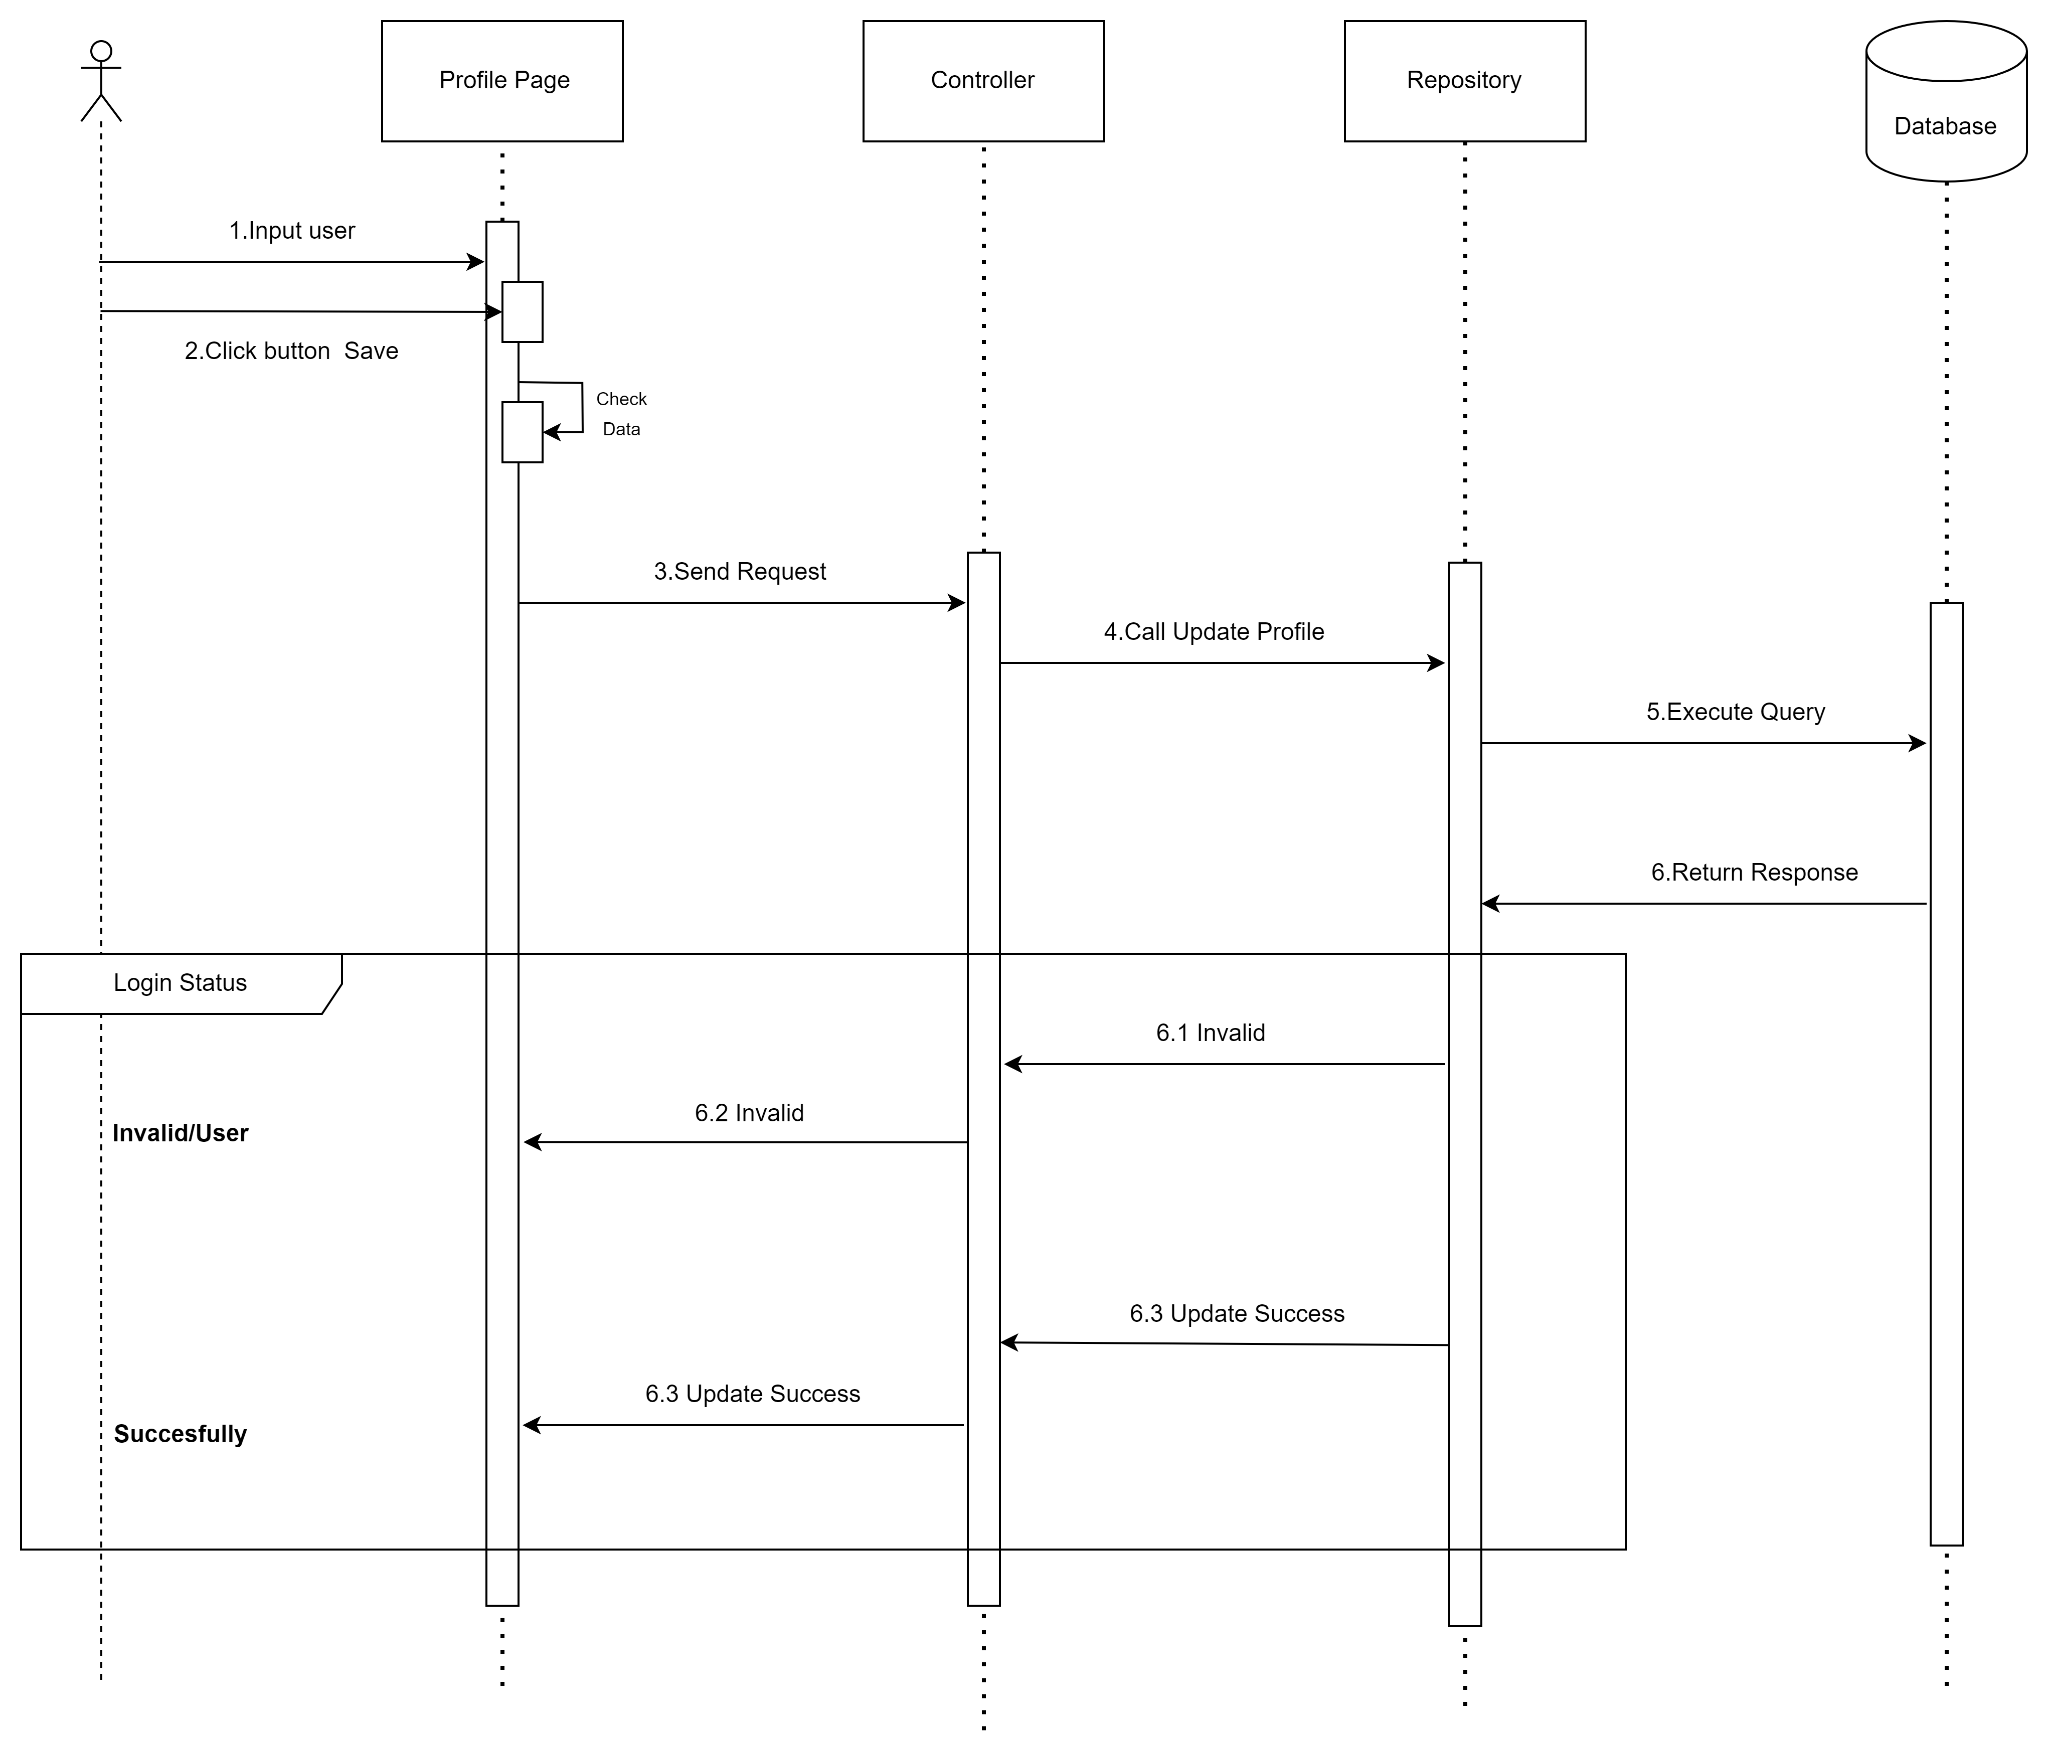 Profile Page
Controller
Repository
Database
1.Input user
2.Click button  Save
Check
Data
3.Send Request
4.Call Update Profile
5.Execute Query
6.Return Response
Login Status
6.1 Invalid
6.2 Invalid
Invalid/User
6.3 Update Success
6.3 Update Success
Succesfully